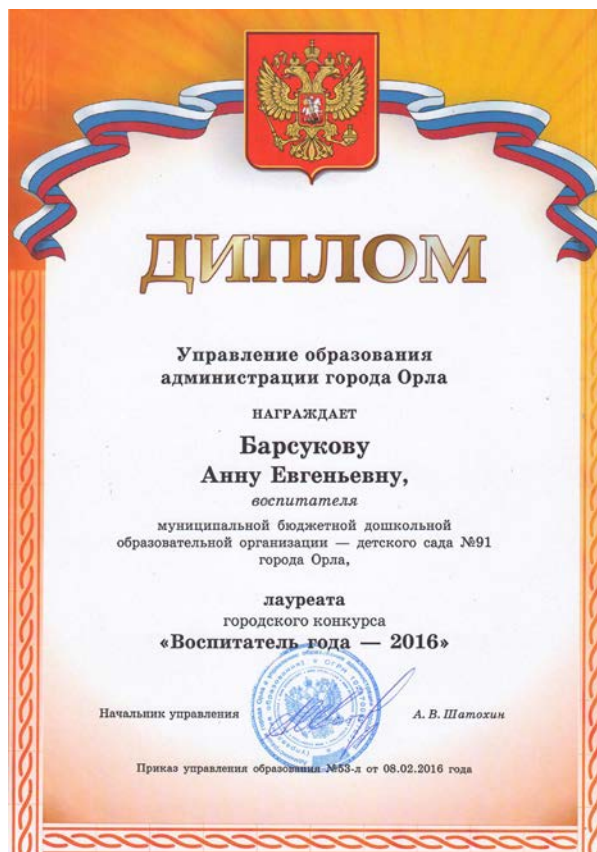 ДИПЛОМ
Управление образования
администрации города Орла
НАГРАЖДАЕТ
Барсукову
Анну Евгеньевну,
воспитателя
муниципальной бюджетной дошкольной
образовательной организации — детского сада №91
города Орла,
лауреата
городского конкурса
«Воспитатель года — 2016»
Начальник управления
А. В. Шатохин
Приказ управления образования №53-л от 08.02.2016 года